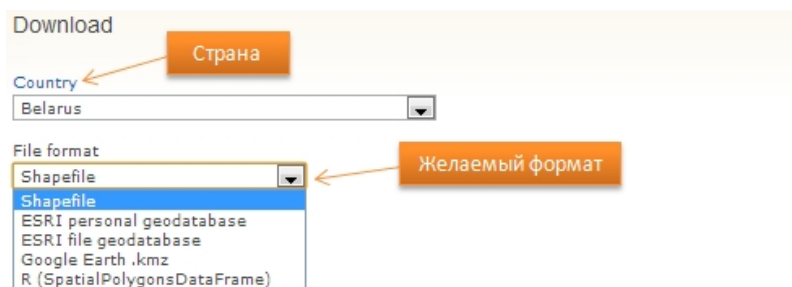 Download
Страна
Country
Belarus
File format
Желаемый формат
Shapefile
Shapefile
ESRI personal geodatabase
ESRI file geodatabase
Google Earth .kmz
R (SpatialPolygonsDataFrame)